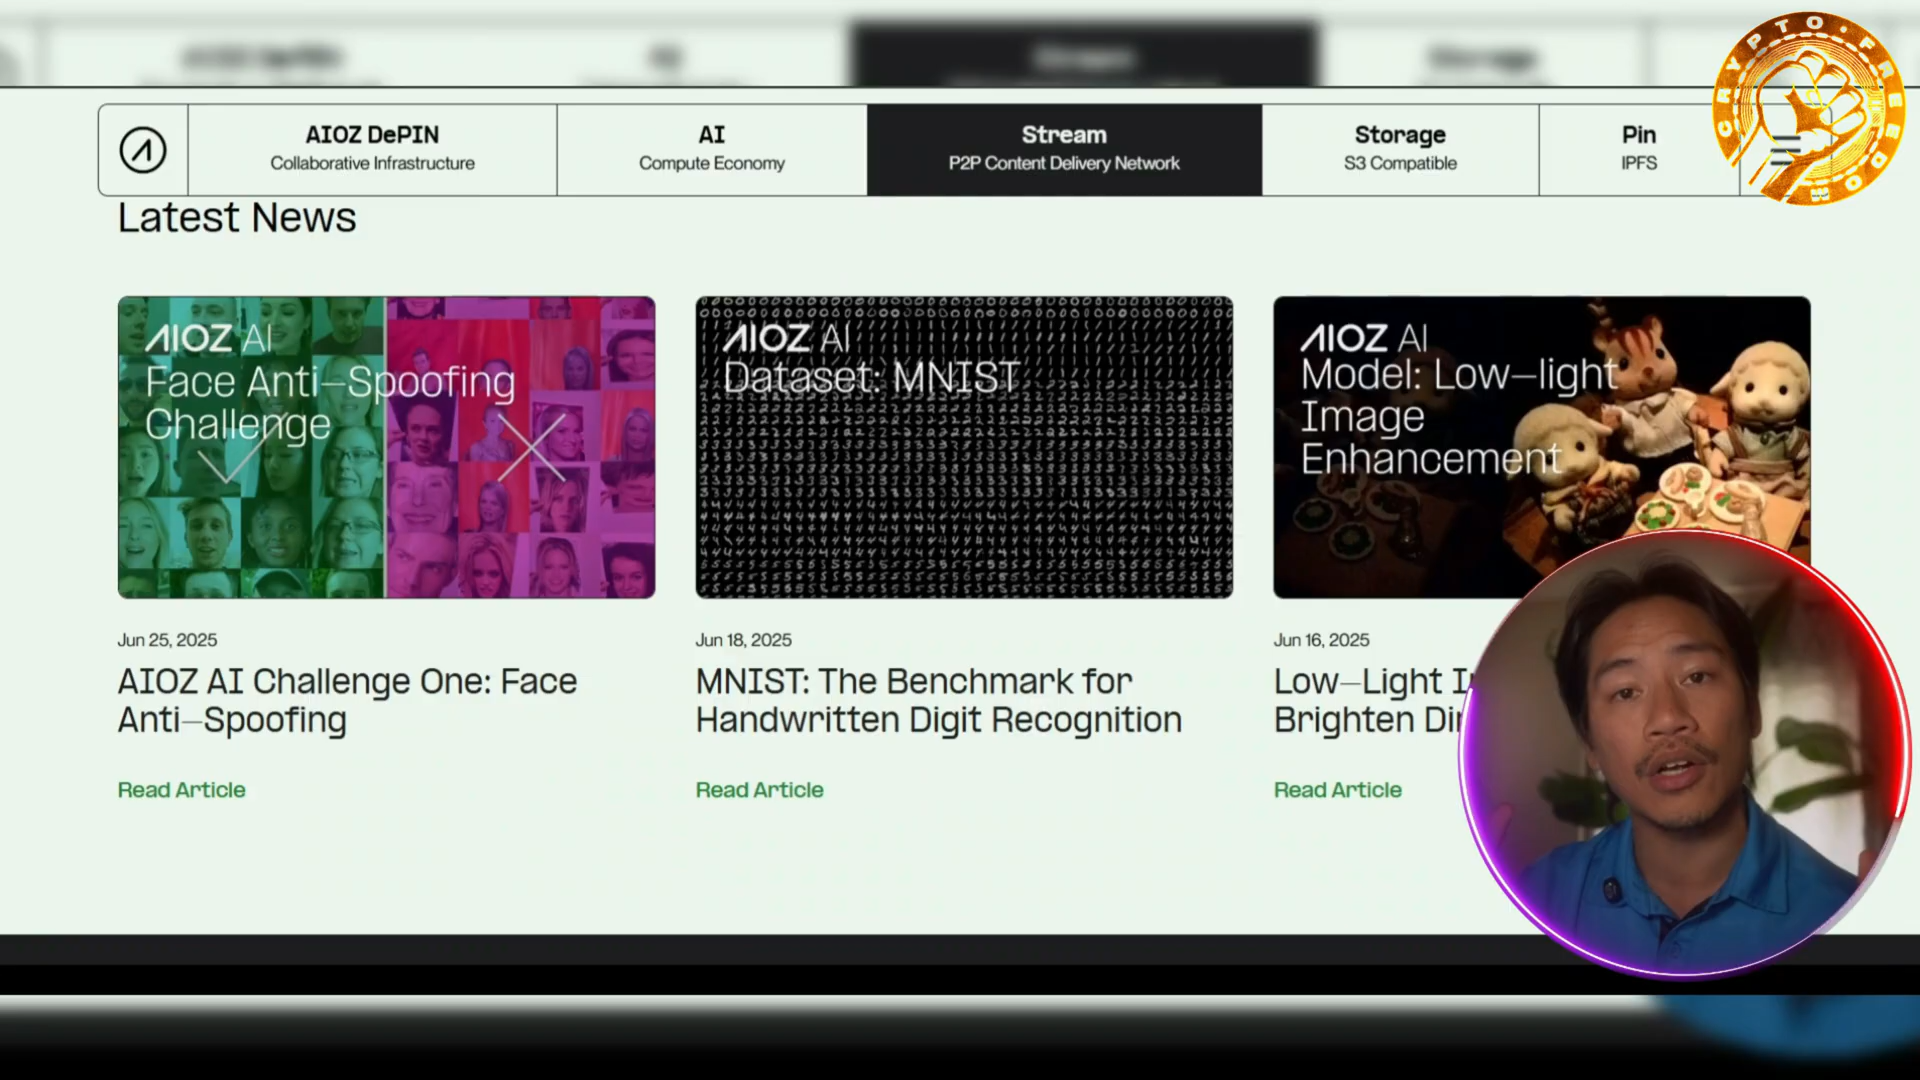 AIOZ DePIN
Collaborative Infrastructure
AI
Compute Economy
Stream
P2P Content Delivery Network
Storage
S3 Compatible
Pin
IPFS
CRYPTO·FREEDOM
Latest News
AIOZ AI
Face Anti–Spoofing
Challenge
AIOZ AI
Dataset: MNIST
AIOZ AI
Model: Low–light
Image
Enhancement
Jun 25, 2025
AIOZ AI Challenge One: Face
Anti–Spoofing
Read Article
Jun 18, 2025
MNIST: The Benchmark for
Handwritten Digit Recognition
Read Article
Jun 16, 2025
Low–Light
Brighten
Read Article